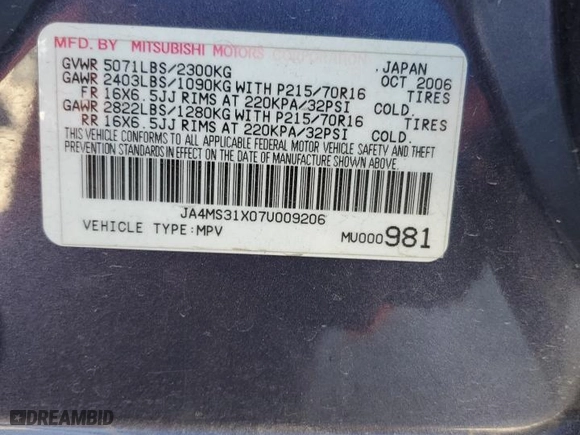 MFD. BY MITSUBISHI MOTORS CORPORATION
GVWR 5071LBS/2300KG JAPAN
GAWR 2403LBS/1090KG WITH P215/70R16 OCT 2006
FR 16X6.5JJ RIMS AT 220KPA/32PSI TIRES
GAWR 2822LBS/1280KG WITH P215/70R16 COLD.
RR 16X6.5JJ RIMS AT 220KPA/32PSI TIRES
COLD.
THIS VEHICLE CONFORMS TO ALL APPLICABLE FEDERAL MOTOR VEHICLE SAFETY AND THEFT
PREVENTION STANDARDS IN EFFECT ON THE DATE OF MANUFACTURE SHOWN ABOVE.
JA4MS31X07U009206
VEHICLE TYPE:MPV MU000981
DREAMBID